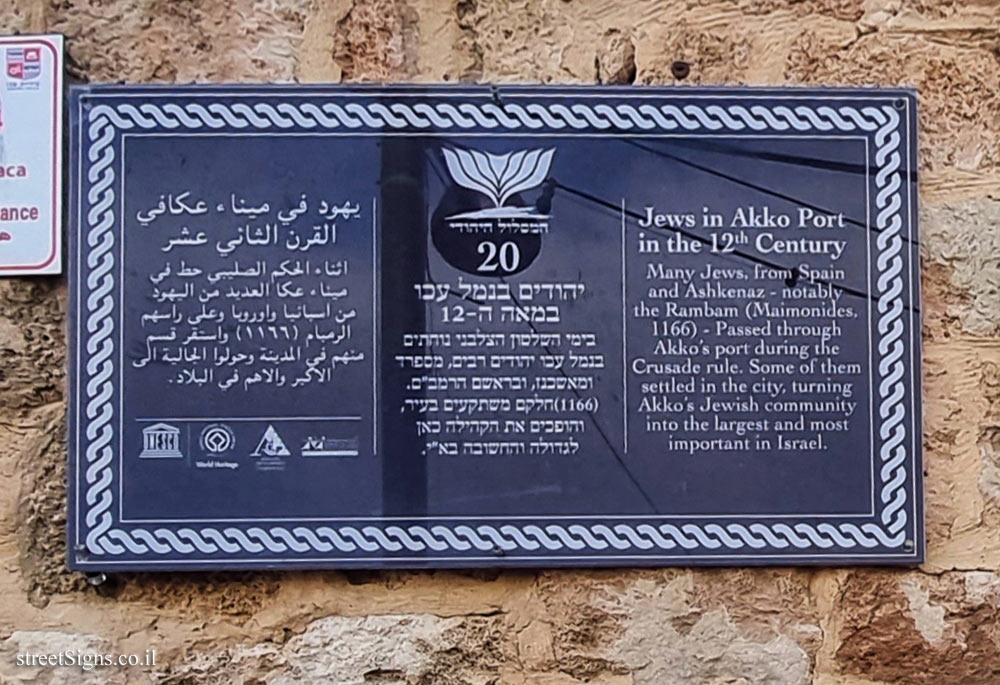 يهود في ميناء عكافي
القرن الثاني عشر
اثناء الحكم الصليبي حط في
ميناء عكا العديد من اليهود
من اسبانيا واوروبا وعلى راسهم
الرمبام (١١٦٦) واستقر قسم
منهم في المدينة وحولوا الجالية الى
الاكبر والاهم في البلاد.
UNESCO
World Heritage
המסלול היהודי
20
יהודים בנמל עכו
במאה ה-12
בימי השלטון הצלבני נוחתים
בנמל עכו יהודים רבים, מספרד
ומאשכנז, ובראשם הרמב"ם.
(1166)חלקם משתקעים בעיר,
והופכים את הקהילה כאן
לגדולה והחשובה בא"י.
Jews in Akko Port
in the 12th Century
Many Jews, from Spain
and Ashkenaz - notably
the Rambam (Maimonides,
1166) - Passed through
Akko's port during the
Crusade rule. Some of them
settled in the city, turning
Akko's Jewish community
into the largest and most
important in Israel.
streetSigns.co.il